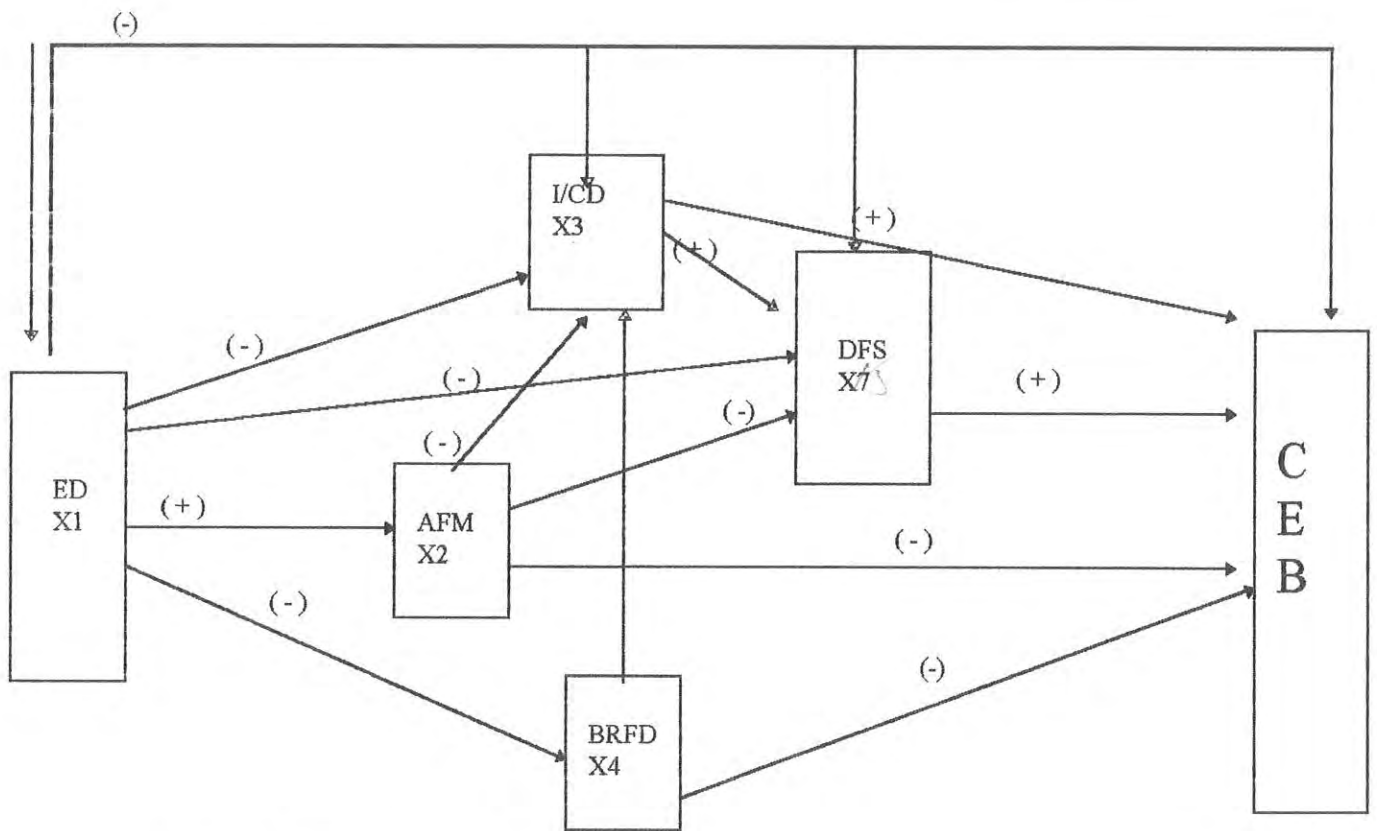 (-)
I/CD
X3
(+)
(+)
(-)
DFS
X7
(-)
(+)
(-)
(-)
ED
X1
(+)
AFM
X2
(-)
C
E
B
(-)
(-)
BRFD
X4